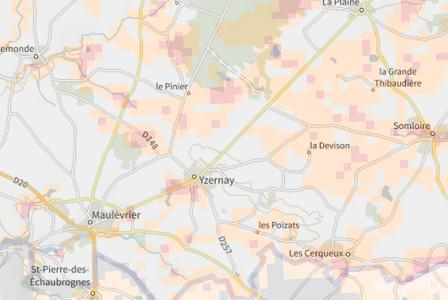 La Plaine
emonde
la Grande
Thibaudière
le Pinier
Somloire
D148
la Devison
Yzernay
D20
Maulévrier
les Poizats
D157
Les Cerqueux
St-Pierre-des-
Échaubrognes